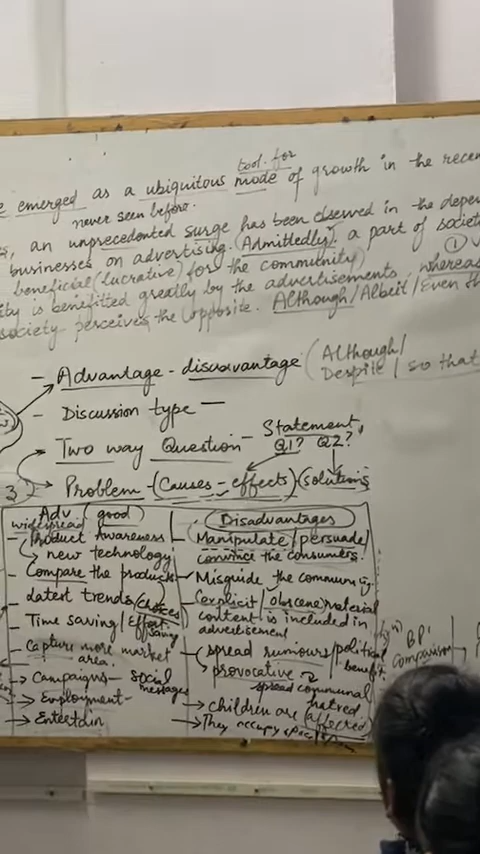 tool for
e emerged as a ubiquitous mode of growth in the recen
never seen before.
s, an unprecedented surge has been observed in the depe
businesses on advertising. (Admittedly), a part of societ
beneficial (lucrative) for the community)
ity is benefitted greatly by the advertisements, whereas
society perceives the opposite. Although/Albeit/Even th
- Advantage - disadvantage (Although/
Despite / so that
- Discussion type -
- Two way Question - Statement.
Q1? Q2?
3 → Problem - (Causes - effects) (solutions
Adv (good)
widespread
- Product Awareness
↳ new technology
- Compare the products
- latest trends (choices)
- Time saving / Effort saving
- Capture more market area.
→ Campaigns - social messages
→ Employment -
→ Entertain
Disadvantages
- Manipulate / persuade /
convince the consumers.
Misguide the
- (explicit / obscene material
content is included in
advertisement
- spread rumours / political
benefit.
provocative
spread communal
hatred
→ children are (affected)
→ They occupy
BP
Comparison